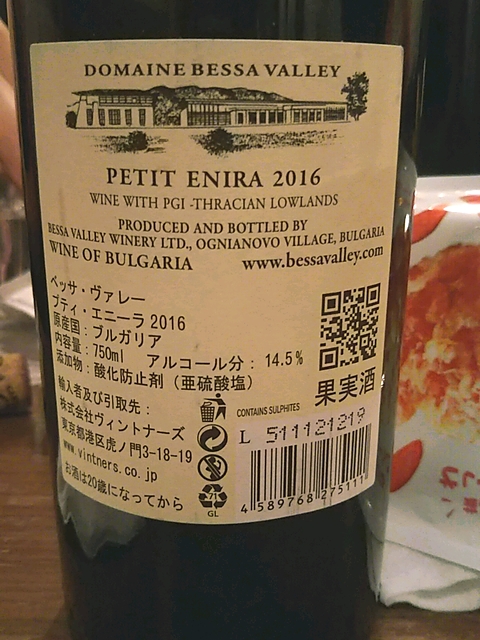 DOMAINE BESSA VALLEY
PETIT ENIRA 2016
WINE WITH PGI -THRACIAN LOWLANDS
PRODUCED AND BOTTLED BY
BESSA VALLEY WINERY LTD., OGNIANOVO VILLAGE, BULGARIA
WINE OF BULGARIA www.bessavalley.com
ベッサ・ヴァレー
プティ・エニーラ 2016
原産国：ブルガリア
内容量：750ml アルコール分：14.5%
添加物：酸化防止剤（亜硫酸塩）
果実酒
輸入者及び引取先：
株式会社ヴィントナーズ
東京都港区虎ノ門3-18-19
www.vintners.co.jp
お酒は20歳になってから
CONTAINS SULPHITES
L 511121219
71
GL
4 589768 275111